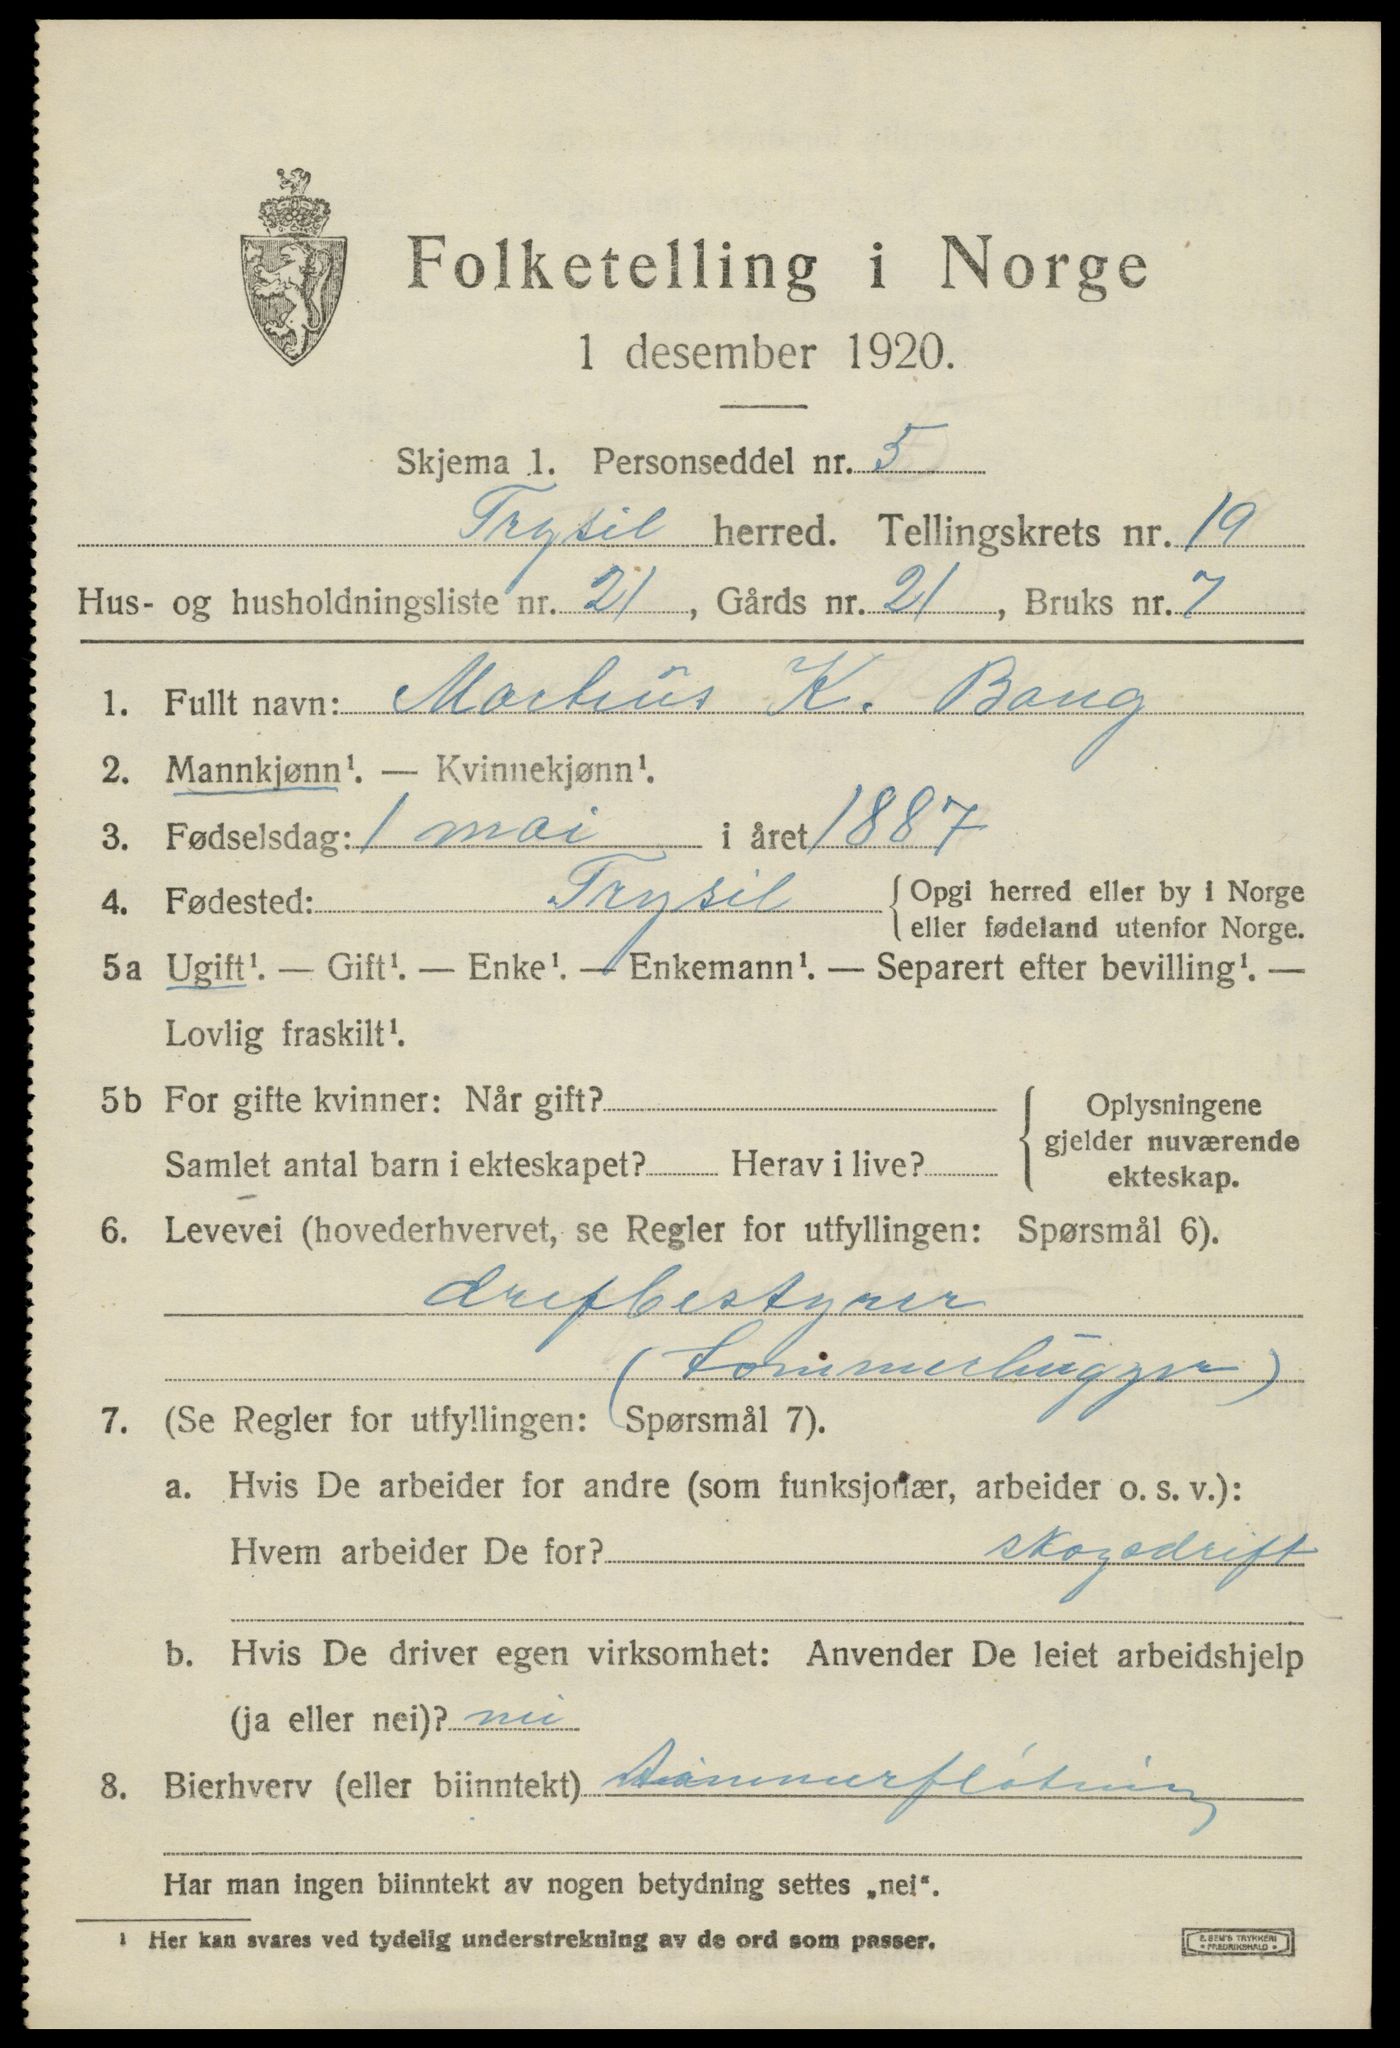 Folketelling i Norge
1 desember 1920.
Skjema 1. Personseddel nr. 5
Trysil herred. Tellingskrets nr. 19
Hus- og husholdningsliste nr. 21, Gårds nr. 21, Bruks nr. 7
1. Fullt navn: Martius K. Bang
2. Mannkjønn¹. — Kvinnekjønn¹.
3. Fødselsdag: 1 mai i året 1887
4. Fødested: Trysil { Opgi herred eller by i Norge
eller fødeland utenfor Norge.
5a Ugift¹. — Gift¹. — Enke¹. — Enkemann¹. — Separert efter bevilling¹. —
Lovlig fraskilt¹.
5b For gifte kvinner: Når gift? { Oplysningene
gjelder nuværende
Samlet antal barn i ekteskapet? Herav i live?
ekteskap.
6. Levevei (hovederhvervet, se Regler for utfyllingen: Spørsmål 6).
drifbestyrer
(tømmerhugger)
7. (Se Regler for utfyllingen: Spørsmål 7).
a. Hvis De arbeider for andre (som funksjonær, arbeider o. s. v.):
Hvem arbeider De for? skogsdrift
b. Hvis De driver egen virksomhet: Anvender De leiet arbeidshjelp
(ja eller nei)? nei
8. Bierhverv (eller biinntekt) tømmerfløtning
Har man ingen biinntekt av nogen betydning settes „nei“.
¹ Her kan svares ved tydelig understrekning av de ord som passer.
E. SEM'S TRYKKERI
• FREDRIKSHALD •